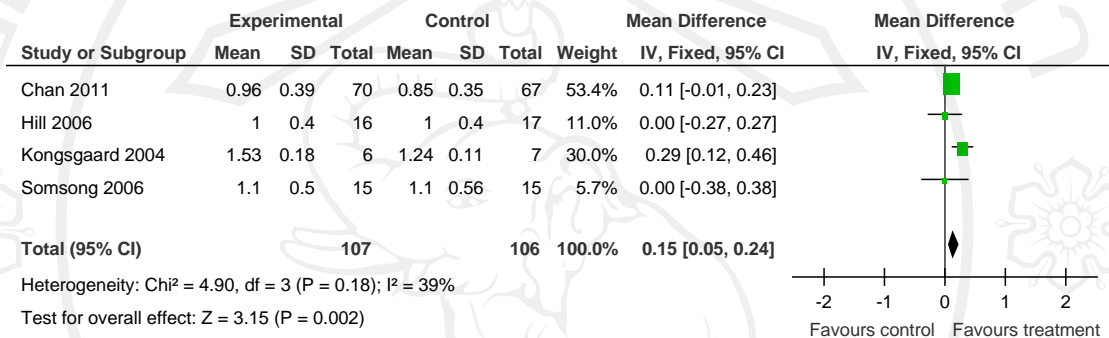 Experimental Control Mean Difference Mean Difference
Study or Subgroup Mean SD Total Mean SD Total Weight IV, Fixed, 95% CI IV, Fixed, 95% CI
Chan 2011 0.96 0.39 70 0.85 0.35 67 53.4% 0.11 [-0.01, 0.23]
Hill 2006 1 0.4 16 1 0.4 17 11.0% 0.00 [-0.27, 0.27]
Kongsgaard 2004 1.53 0.18 6 1.24 0.11 7 30.0% 0.29 [0.12, 0.46]
Somsong 2006 1.1 0.5 15 1.1 0.56 15 5.7% 0.00 [-0.38, 0.38]
Total (95% CI) 107 106 100.0% 0.15 [0.05, 0.24]
Heterogeneity: Chi² = 4.90, df = 3 (P = 0.18); I² = 39%
Test for overall effect: Z = 3.15 (P = 0.002)
-2 -1 0 1 2
Favours control Favours treatment